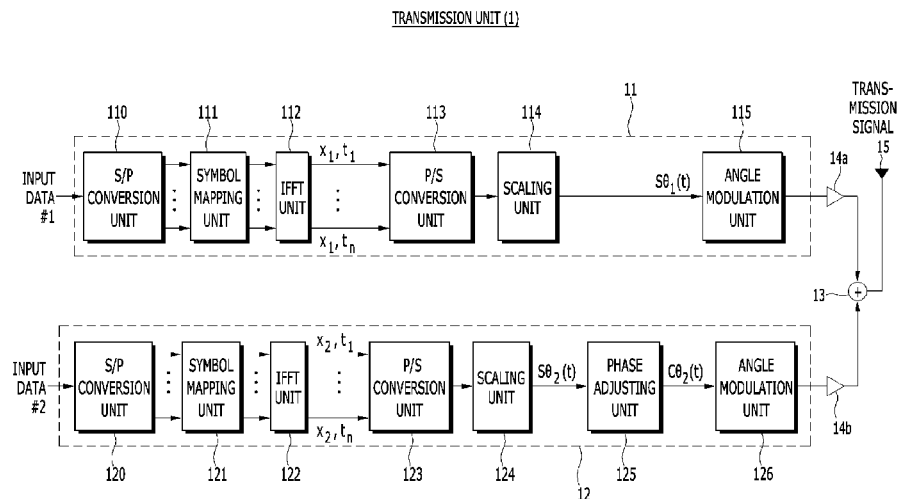 TRANSMISSION UNIT (1)
110
111
112
113
114
11
115
TRANS-
MISSION
SIGNAL
15
INPUT
DATA
#1
S/P
CONVERSION
UNIT
SYMBOL
MAPPING
UNIT
IFFT
UNIT
x₁, t₁
x₁, tₙ
P/S
CONVERSION
UNIT
SCALING
UNIT
Sθ₁(t)
ANGLE
MODULATION
UNIT
14a
13
+
INPUT
DATA
#2
S/P
CONVERSION
UNIT
SYMBOL
MAPPING
UNIT
IFFT
UNIT
x₂, t₁
x₂, tₙ
P/S
CONVERSION
UNIT
SCALING
UNIT
Sθ₂(t)
PHASE
ADJUSTING
UNIT
Cθ₂(t)
ANGLE
MODULATION
UNIT
14b
120
121
122
123
124
12
125
126